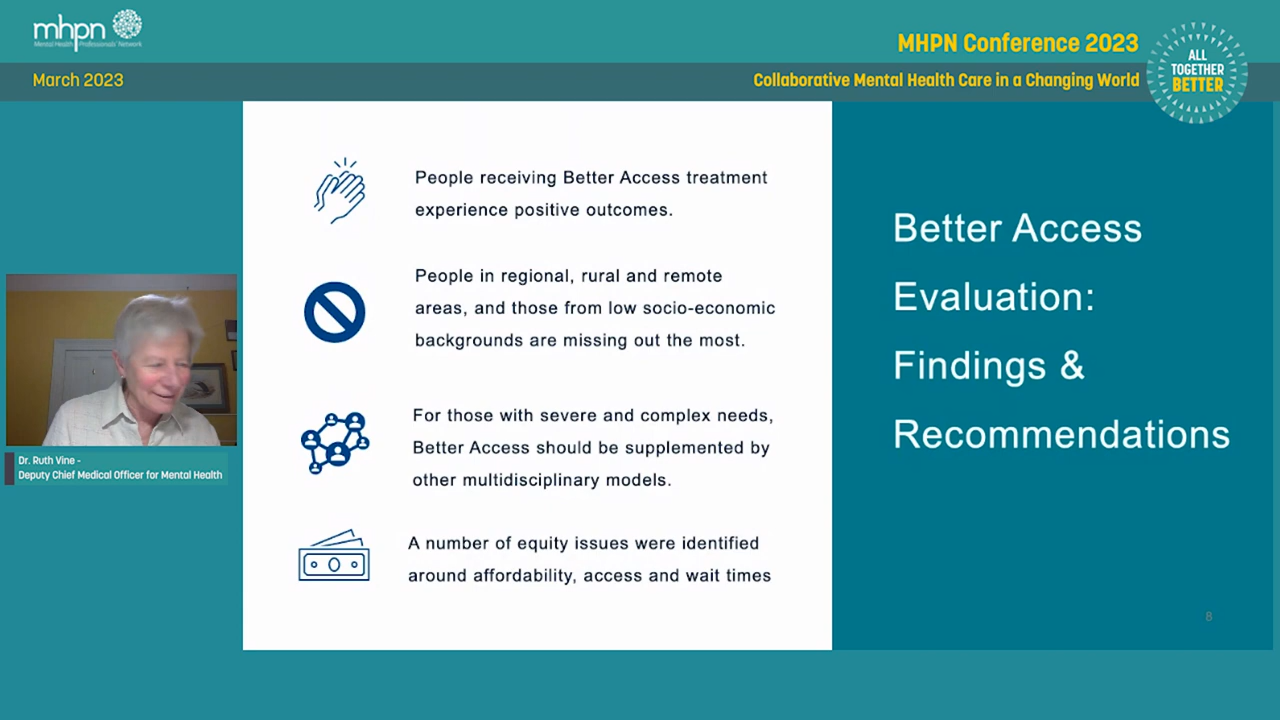 mhpn
Mental Health Professionals' Network
MHPN Conference 2023
March 2023
Collaborative Mental Health Care in a Changing World
ALL
TOGETHER
BETTER
People receiving Better Access treatment
experience positive outcomes.
People in regional, rural and remote
areas, and those from low socio-economic
backgrounds are missing out the most.
For those with severe and complex needs,
Better Access should be supplemented by
other multidisciplinary models.
A number of equity issues were identified
around affordability, access and wait times
Better Access
Evaluation:
Findings &
Recommendations
8
Dr. Ruth Vine -
Deputy Chief Medical Officer for Mental Health